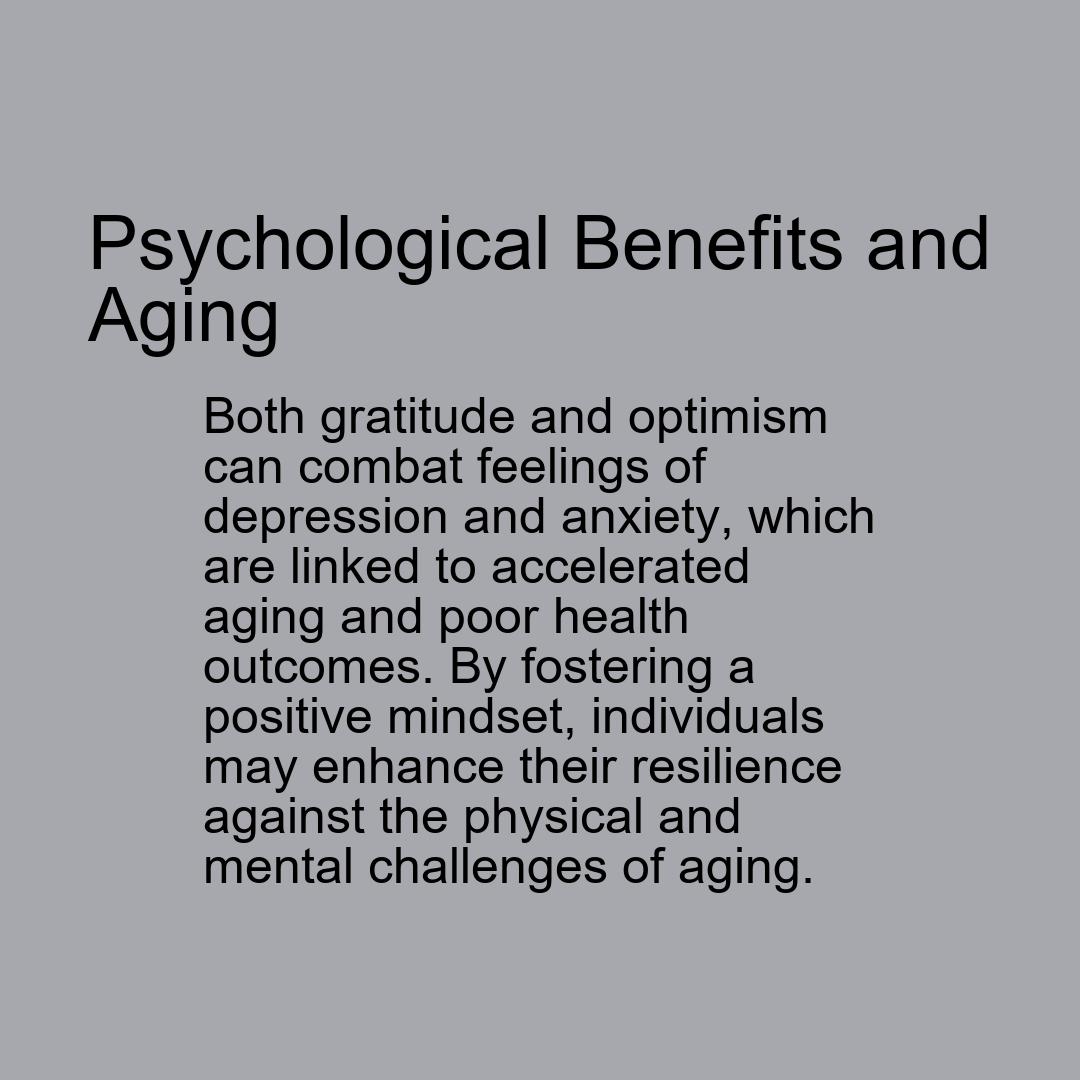 Psychological Benefits and
Aging
Both gratitude and optimism
can combat feelings of
depression and anxiety, which
are linked to accelerated
aging and poor health
outcomes. By fostering a
positive mindset, individuals
may enhance their resilience
against the physical and
mental challenges of aging.